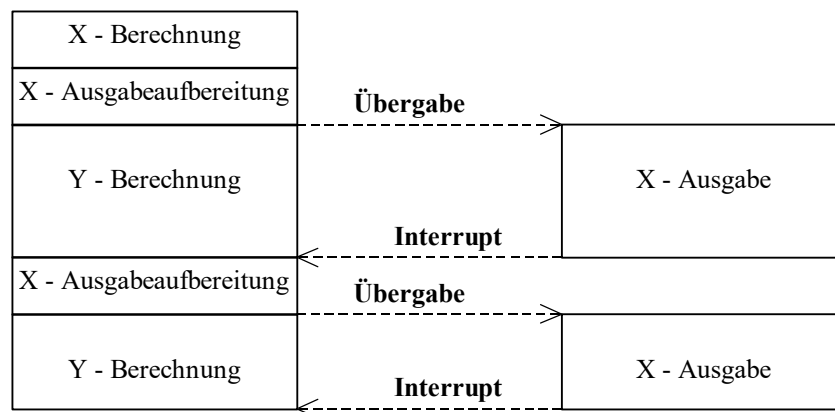 X - Berechnung
X - Ausgabeaufbereitung
Übergabe
Y - Berechnung
X - Ausgabe
Interrupt
X - Ausgabeaufbereitung
Übergabe
Y - Berechnung
X - Ausgabe
Interrupt